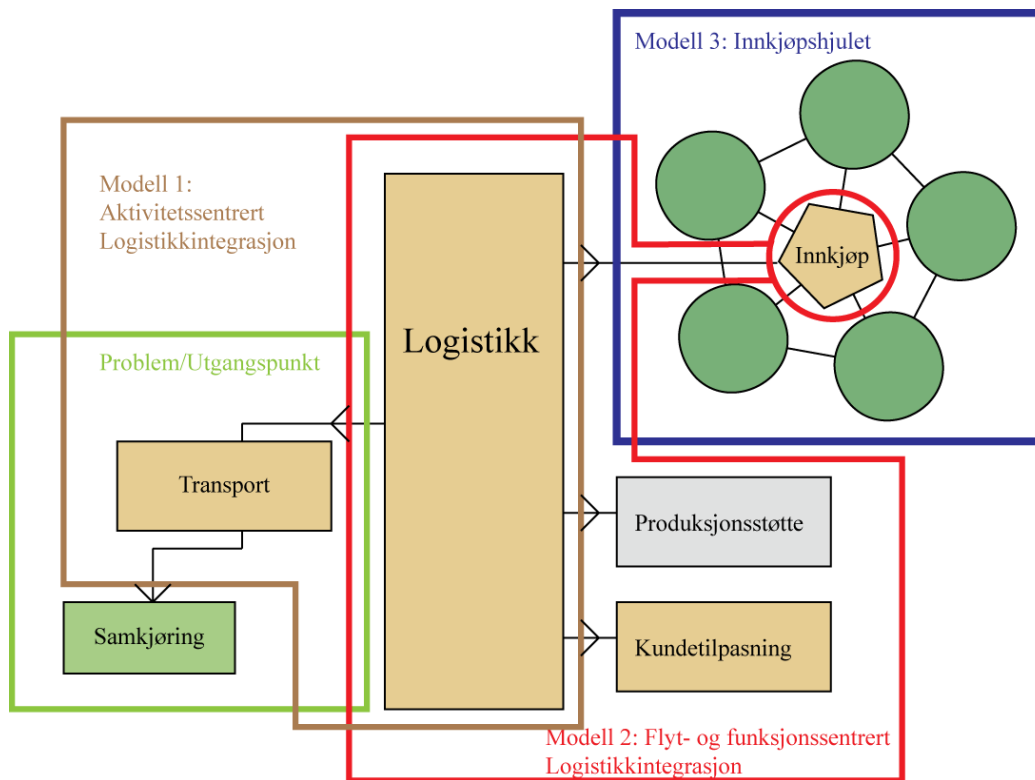 Modell 3: Innkjøpshjulet
Modell 1:
Aktivitetssentrert
Logistikkintegrasjon
Innkjøp
Logistikk
Problem/Utgangspunkt
Transport
Produksjonsstøtte
Samkjøring
Kundetilpasning
Modell 2: Flyt- og funksjonssentrert
Logistikkintegrasjon